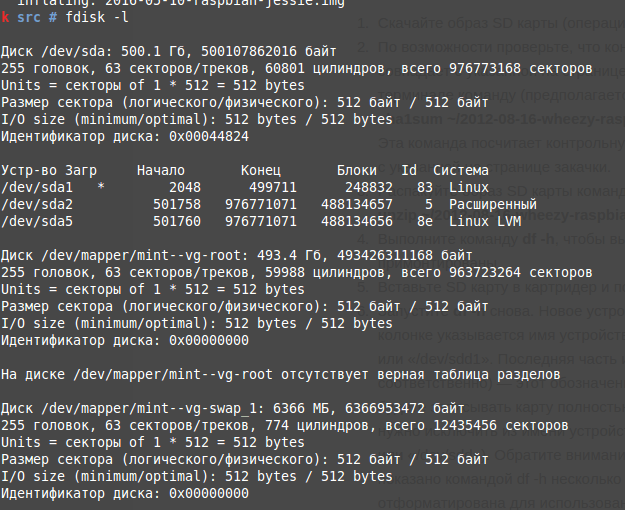 inflating: 2016-05-10-raspbian-jessie.img
k src # fdisk -l
Диск /dev/sda: 500.1 Гб, 500107862016 байт
255 головок, 63 секторов/треков, 60801 цилиндров, всего 976773168 секторов
Units = секторы of 1 * 512 = 512 bytes
Размер сектора (логического/физического): 512 байт / 512 байт
I/O size (minimum/optimal): 512 bytes / 512 bytes
Идентификатор диска: 0x00044824
Устр-во Загр Начало Конец Блоки Id Система
/dev/sda1 * 2048 499711 248832 83 Linux
/dev/sda2 501758 976771071 488134657 5 Расширенный
/dev/sda5 501760 976771071 488134656 8e Linux LVM
Диск /dev/mapper/mint--vg-root: 493.4 Гб, 493426311168 байт
255 головок, 63 секторов/треков, 59988 цилиндров, всего 963723264 секторов
Units = секторы of 1 * 512 = 512 bytes
Размер сектора (логического/физического): 512 байт / 512 байт
I/O size (minimum/optimal): 512 bytes / 512 bytes
Идентификатор диска: 0x00000000
На диске /dev/mapper/mint--vg-root отсутствует верная таблица разделов
Диск /dev/mapper/mint--vg-swap_1: 6366 МБ, 6366953472 байт
255 головок, 63 секторов/треков, 774 цилиндров, всего 12435456 секторов
Units = секторы of 1 * 512 = 512 bytes
Размер сектора (логического/физического): 512 байт / 512 байт
I/O size (minimum/optimal): 512 bytes / 512 bytes
Идентификатор диска: 0x00000000